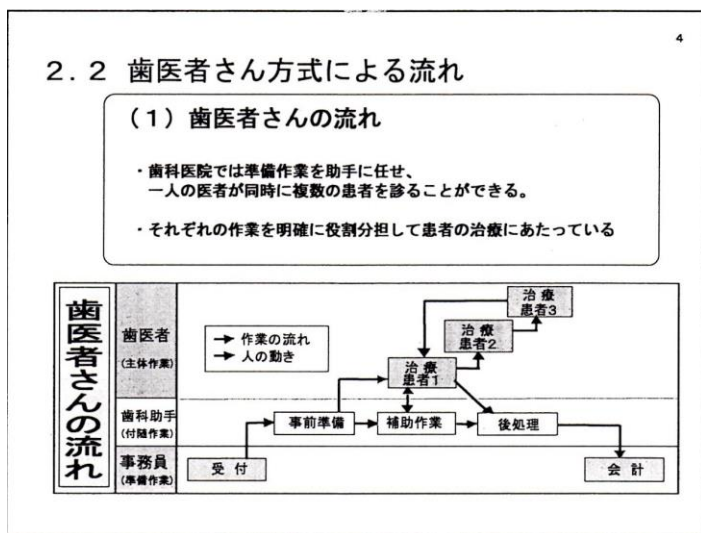 4
2.2 歯医者さん方式による流れ
(1)歯医者さんの流れ
・歯科医院では準備作業を助手に任せ、
一人の医者が同時に複数の患者を診ることができる。
・それぞれの作業を明確に役割分担して患者の治療にあたっている
歯医者さんの流れ
歯医者
(主体作業)
→ 作業の流れ
→ 人の動き
治療
患者3
治療
患者2
治療
患者1
歯科助手
(付随作業)
事前準備
補助作業
後処理
事務員
(準備作業)
受付
会計